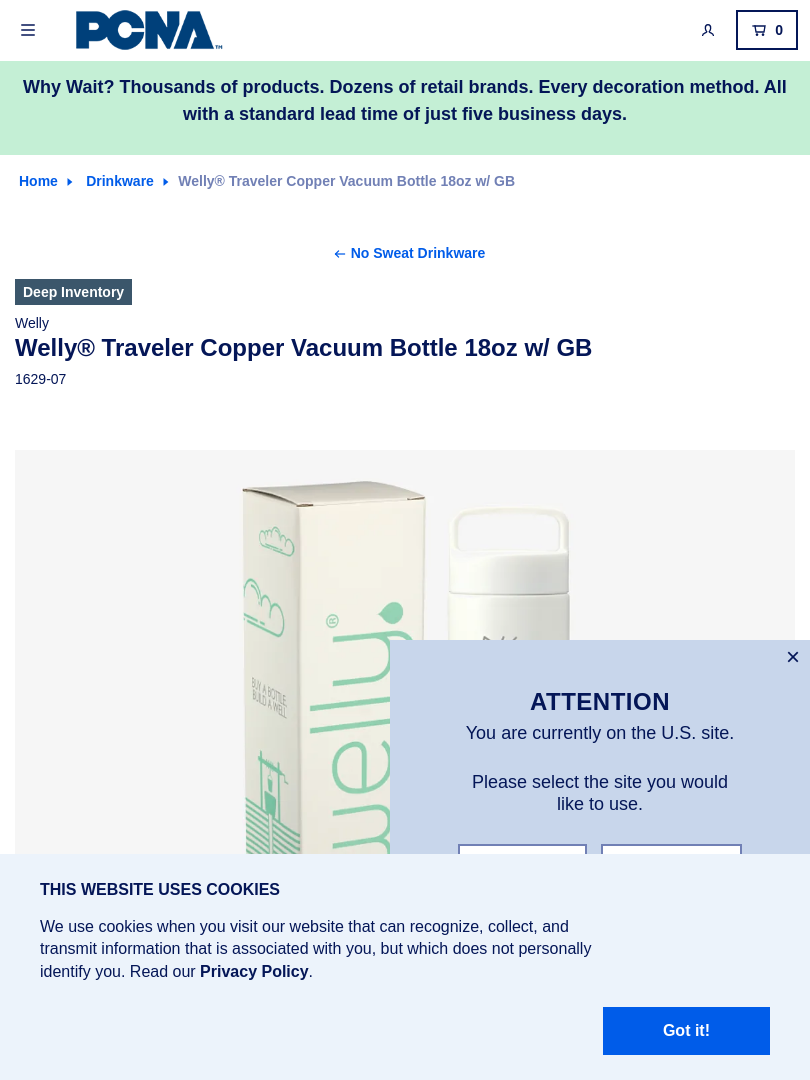 PCNA™
0
Why Wait? Thousands of products. Dozens of retail brands. Every decoration method. All
with a standard lead time of just five business days.
Home
Drinkware
Welly® Traveler Copper Vacuum Bottle 18oz w/ GB
No Sweat Drinkware
Deep Inventory
Welly
Welly® Traveler Copper Vacuum Bottle 18oz w/ GB
1629-07
BUY A BOTTLE.
BUILD A WELL.
welly.®
ATTENTION
You are currently on the U.S. site.
Please select the site you would
like to use.
THIS WEBSITE USES COOKIES
We use cookies when you visit our website that can recognize, collect, and
transmit information that is associated with you, but which does not personally
identify you. Read our Privacy Policy.
Got it!